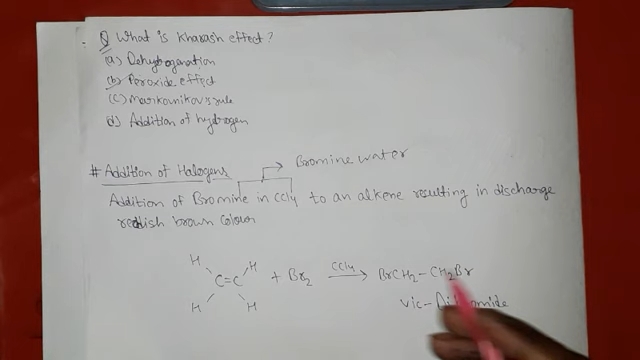 Q What is Kharash effect?
(a) Dehydrogenation
(b) Peroxide effect
(c) Markovnikov's rule
(d) Addition of hydrogen
# Addition of Halogens → Bromine water
Addition of Bromine in CCl4 to an alkene resulting in discharge
reddish brown colour
H H
C=C + Br2 CCl4 → BrCH2-CH2Br
H H
Vic-